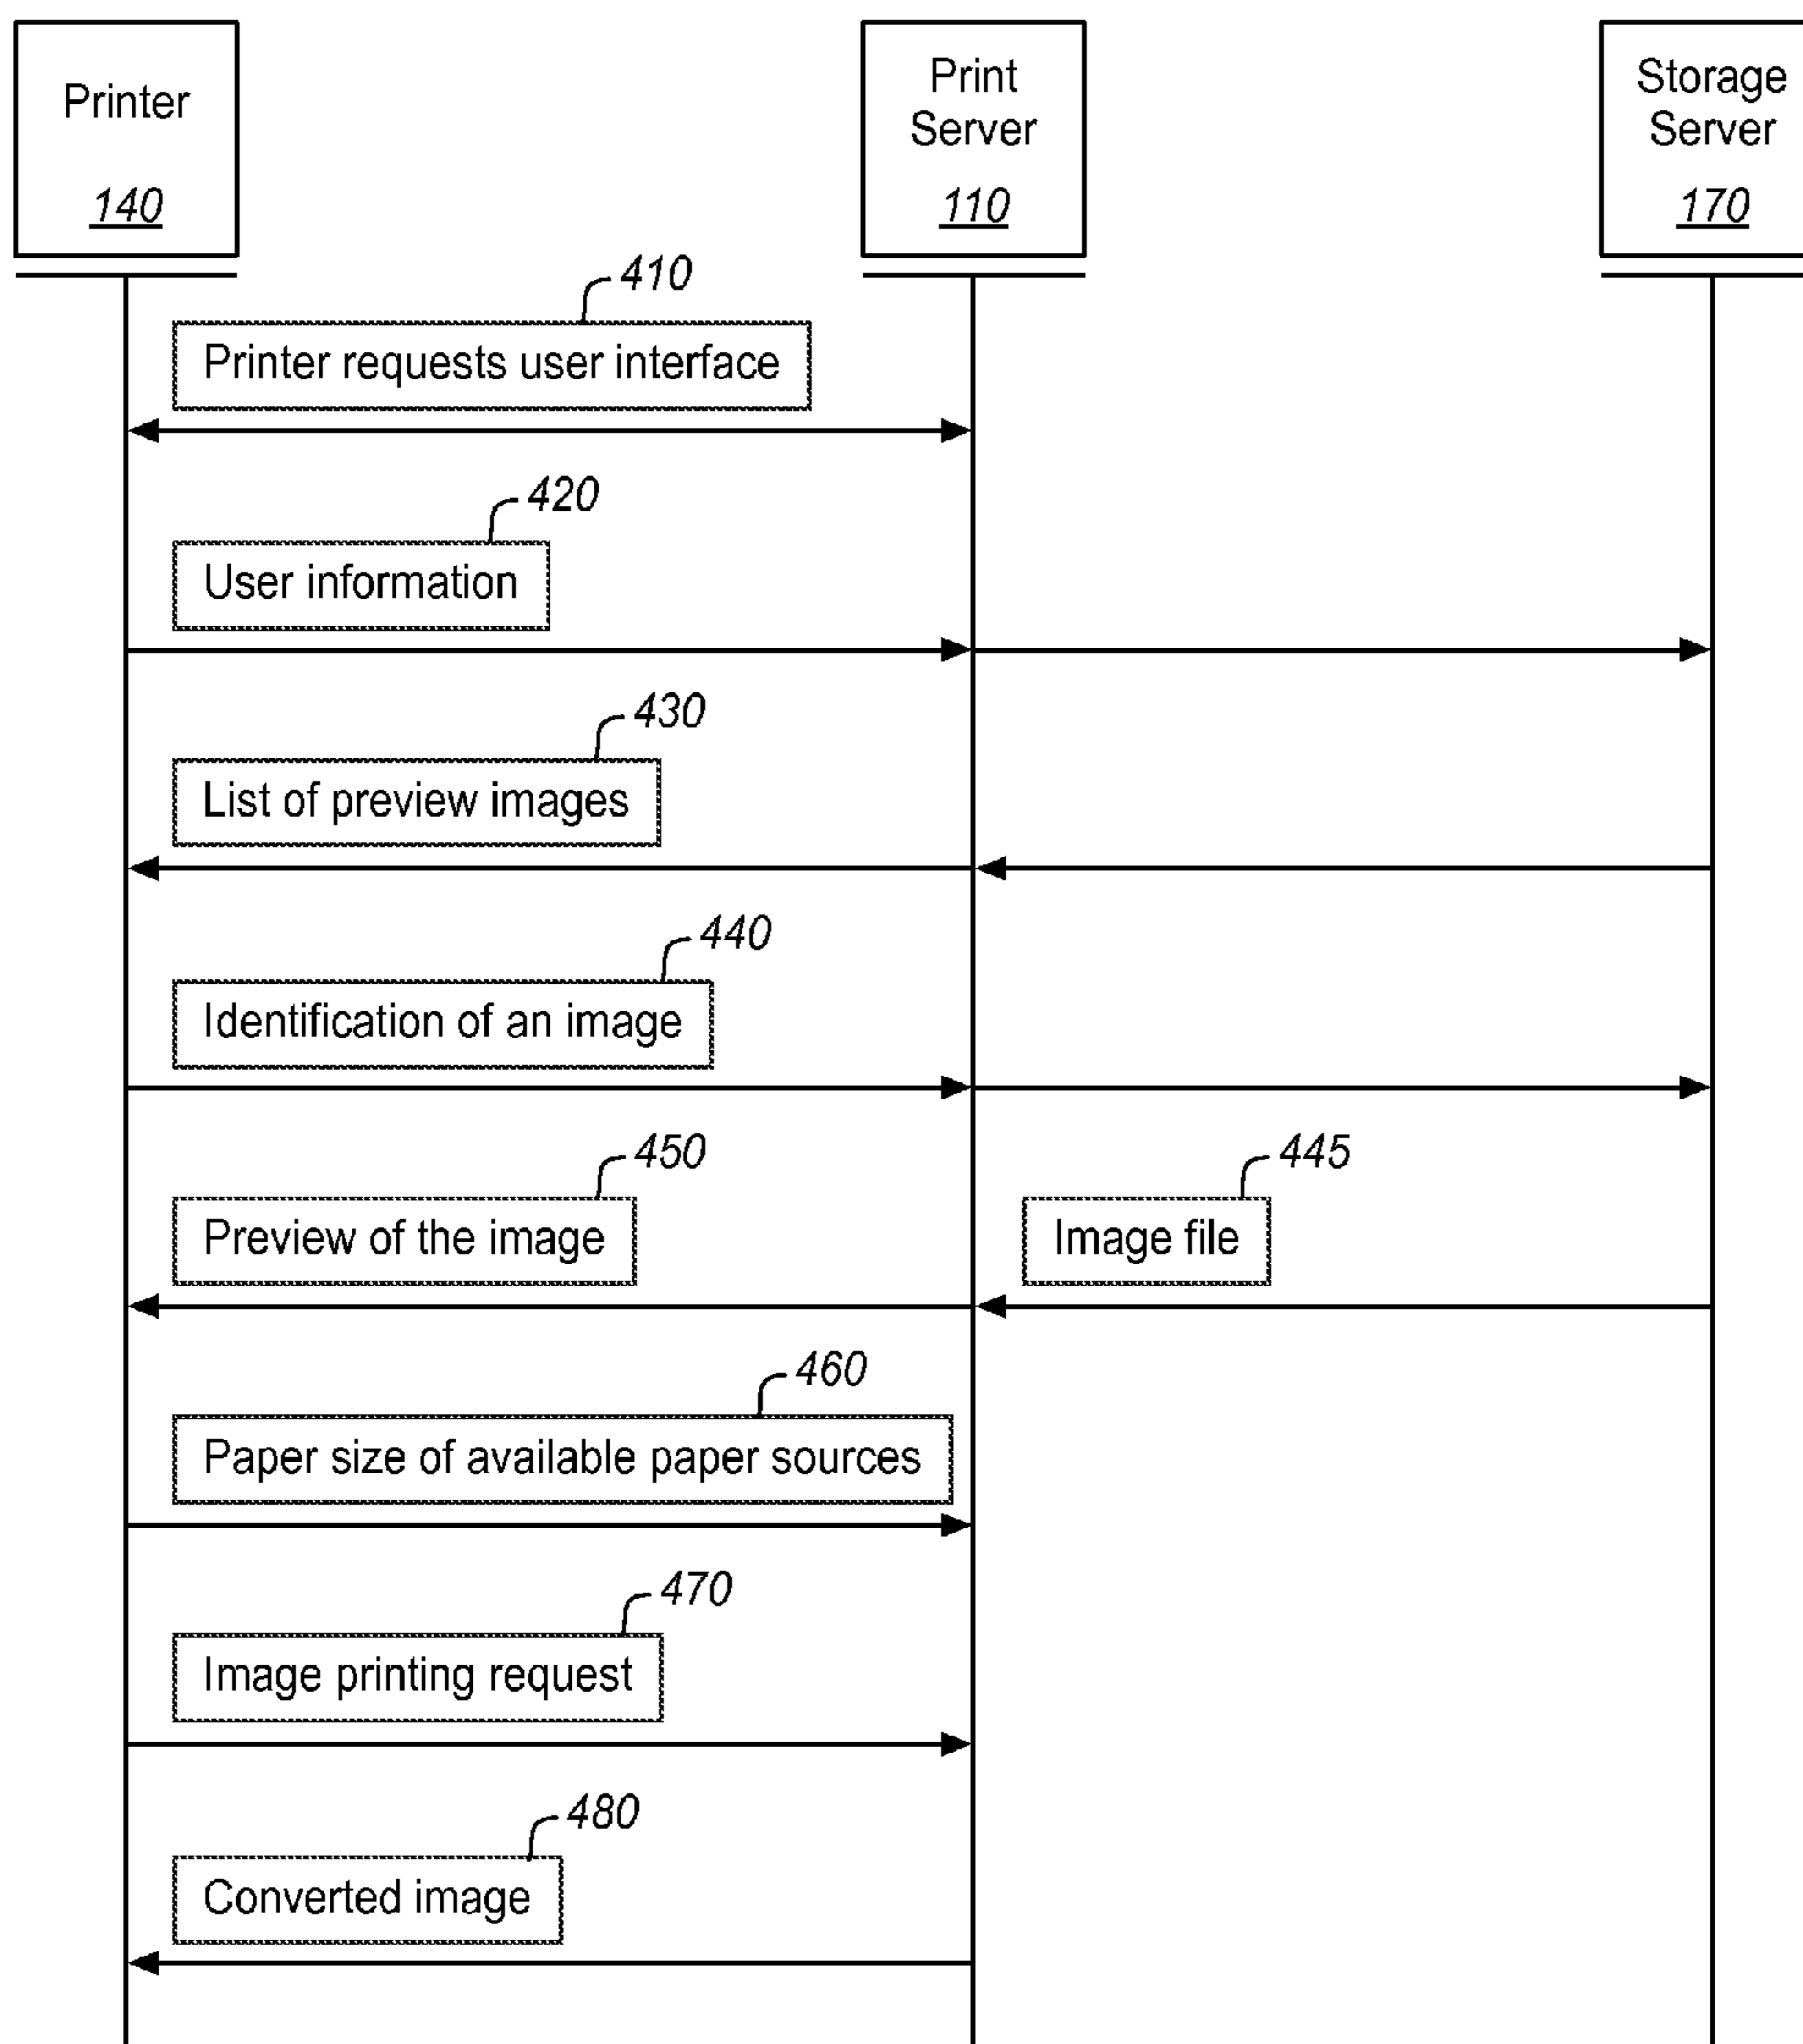 Printer
140
Print
Server
110
Storage
Server
170
410
Printer requests user interface
420
User information
430
List of preview images
440
Identification of an image
450
Preview of the image
445
Image file
460
Paper size of available paper sources
470
Image printing request
480
Converted image